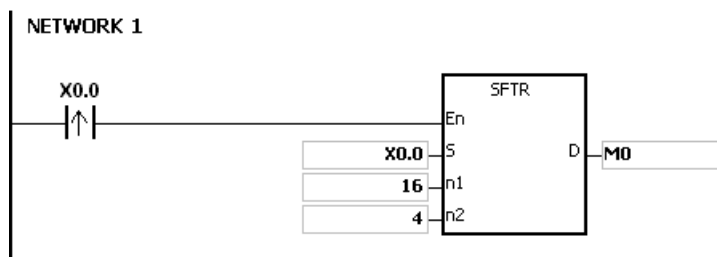 NETWORK 1
X0.0
SFTR
En
X0.0 S D M0
16 n1
4 n2